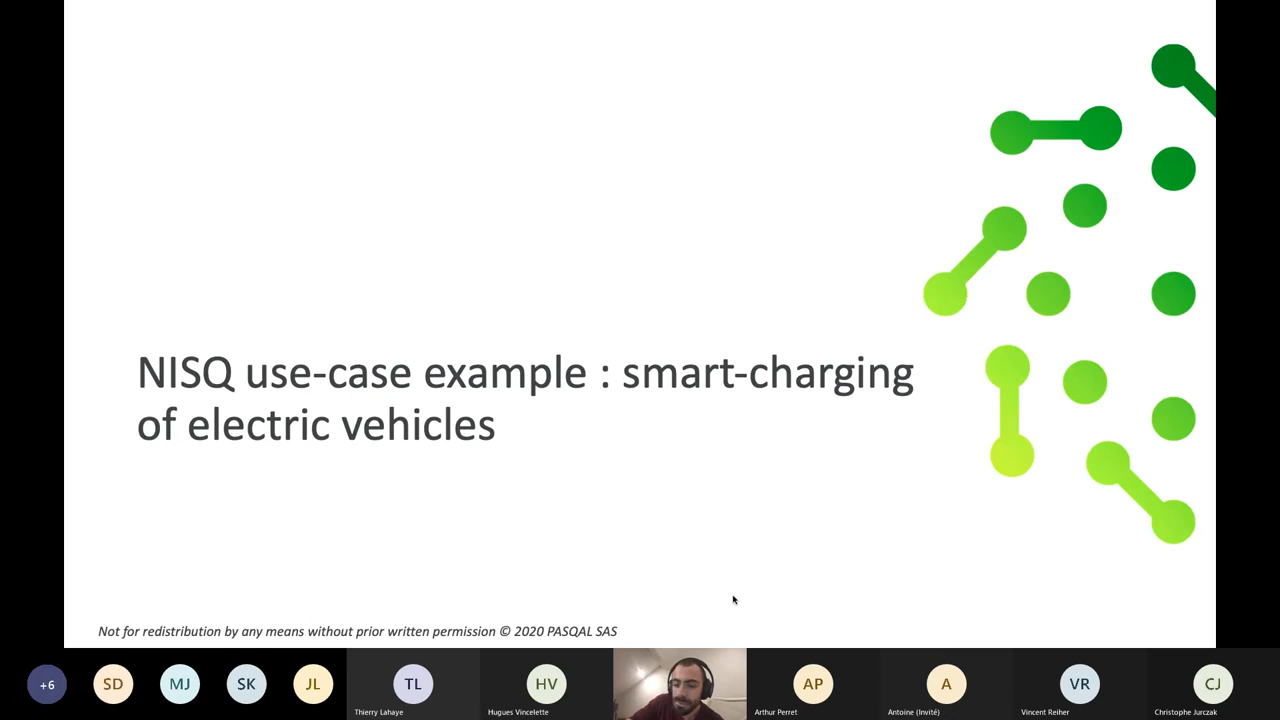 NISQ use-case example : smart-charging
of electric vehicles
Not for redistribution by any means without prior written permission © 2020 PASQAL SAS
+6
SD
MJ
SK
JL
TL
Thierry Lahaye
HV
Hugues Vincelette
AP
Arthur Perret
A
Antoine (Invité)
VR
Vincent Reiher
CJ
Christophe Jurczak